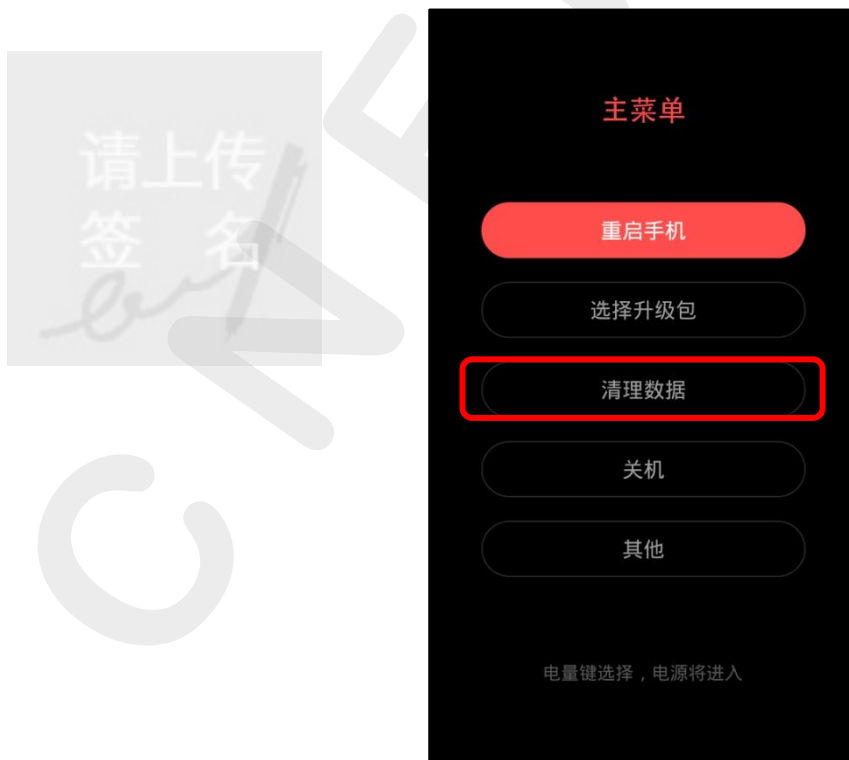 请上传
签 名
主菜单
重启手机
选择升级包
清理数据
关机
其他
电量键选择，电源将进入